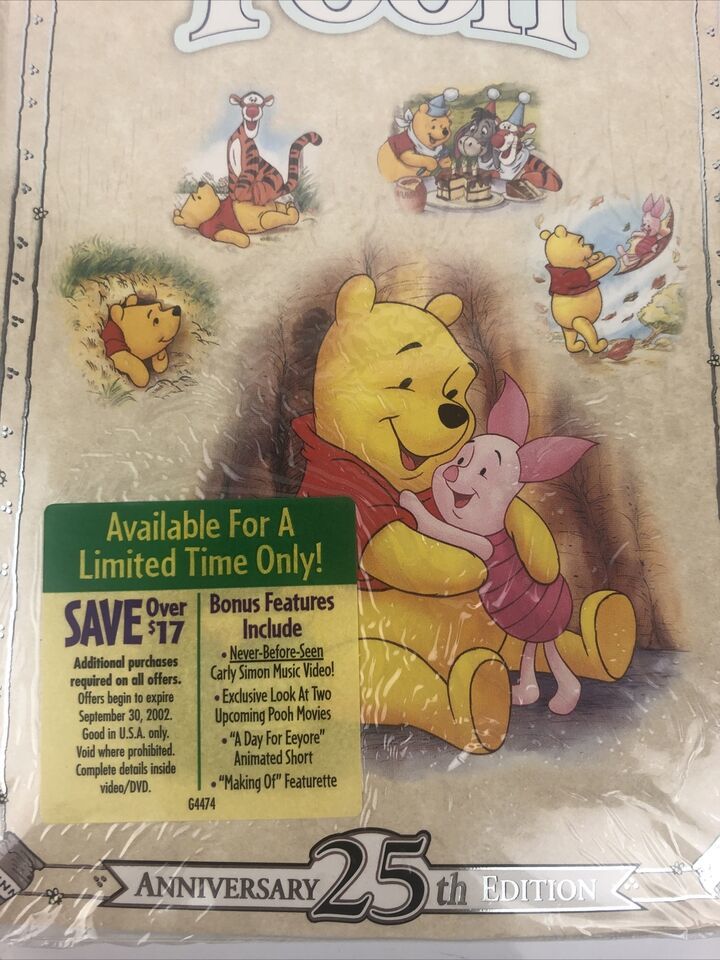 Pooh
Available For A
Limited Time Only!
SAVE Over $17
Additional purchases
required on all offers.
Offers begin to expire
September 30, 2002.
Good in U.S.A. only.
Void where prohibited.
Complete details inside
video/DVD.
Bonus Features
Include
• Never-Before-Seen
Carly Simon Music Video!
• Exclusive Look At Two
Upcoming Pooh Movies
• "A Day For Eeyore"
Animated Short
• "Making Of" Featurette
G4474
ANNIVERSARY 25th EDITION